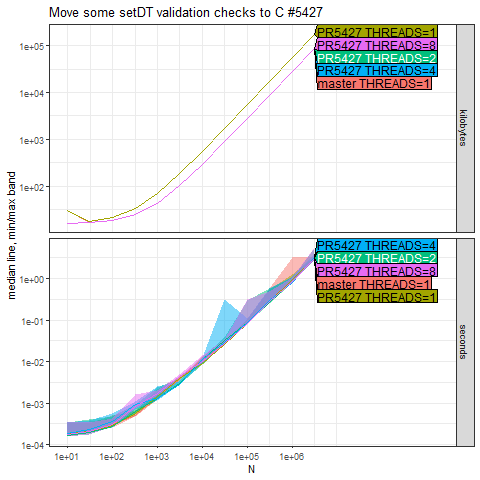 Move some setDT validation checks to C #5427
median line, min/max band
1e+05
1e+04
1e+03
1e+02
PR5427 THREADS=1
PR5427 THREADS=8
PR5427 THREADS=2
PR5427 THREADS=4
master THREADS=1
kilobytes
1e+00
1e-01
1e-02
1e-03
1e-04
PR5427 THREADS=4
PR5427 THREADS=2
PR5427 THREADS=8
master THREADS=1
PR5427 THREADS=1
seconds
1e+01 1e+02 1e+03 1e+04 1e+05 1e+06
N